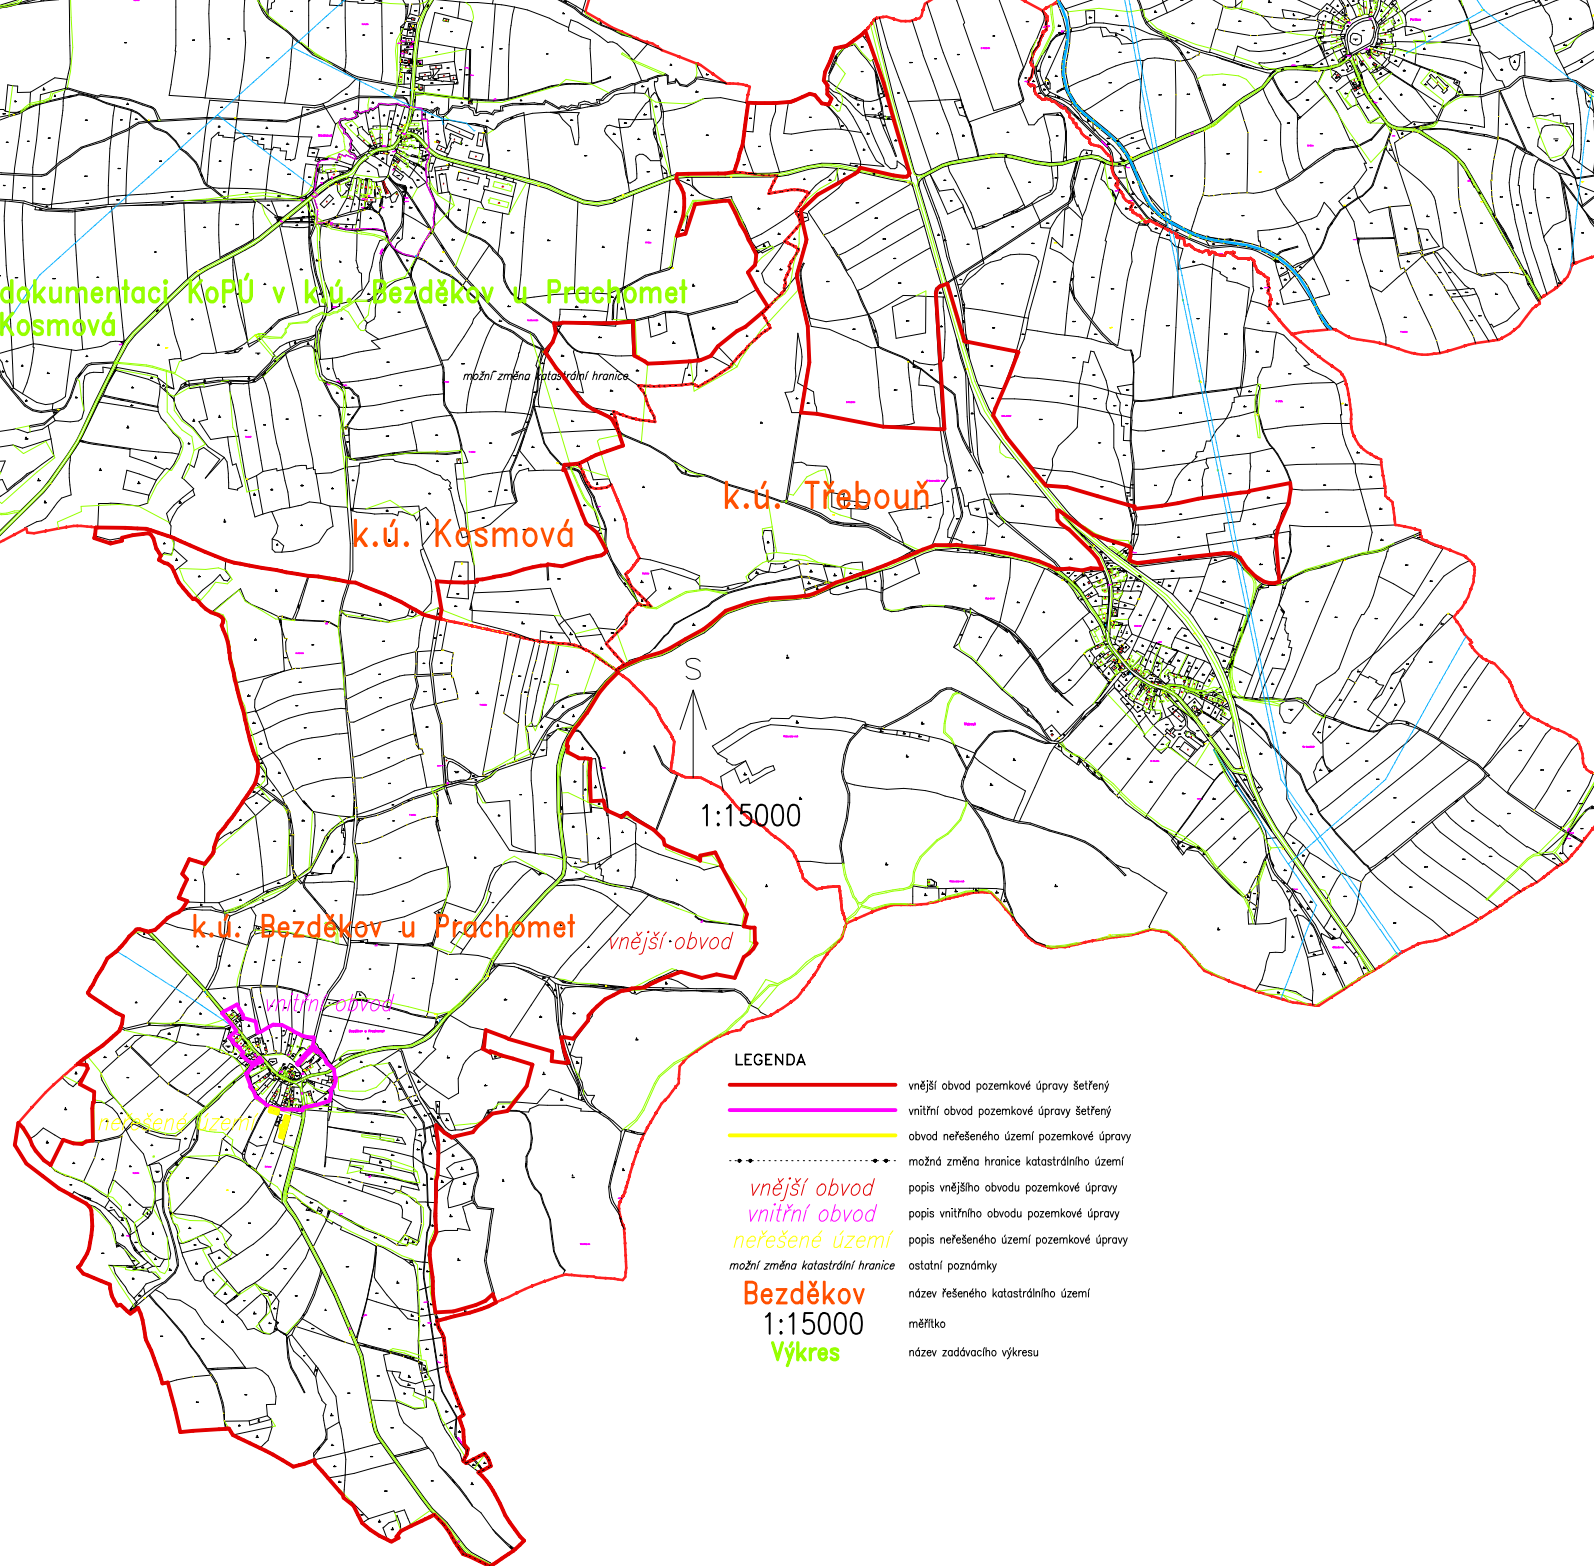 dokumentaci KoPÚ v k.ú. Bezděkov u Prachomet
Kosmová
možní změna katastrální hranice
k.ú. Třebouň
k.ú. Kosmová
S
1:15000
k.ú. Bezděkov u Prachomet
vnější obvod
vnitřní obvod
neřešené území
LEGENDA
vnější obvod pozemkové úpravy šetřený
vnitřní obvod pozemkové úpravy šetřený
obvod neřešeného území pozemkové úpravy
možná změna hranice katastrálního území
vnější obvod popis vnějšího obvodu pozemkové úpravy
vnitřní obvod popis vnitřního obvodu pozemkové úpravy
neřešené území popis neřešeného území pozemkové úpravy
možní změna katastrální hranice ostatní poznámky
Bezděkov název řešeného katastrálního území
1:15000 měřítko
Výkres název zadávacího výkresu